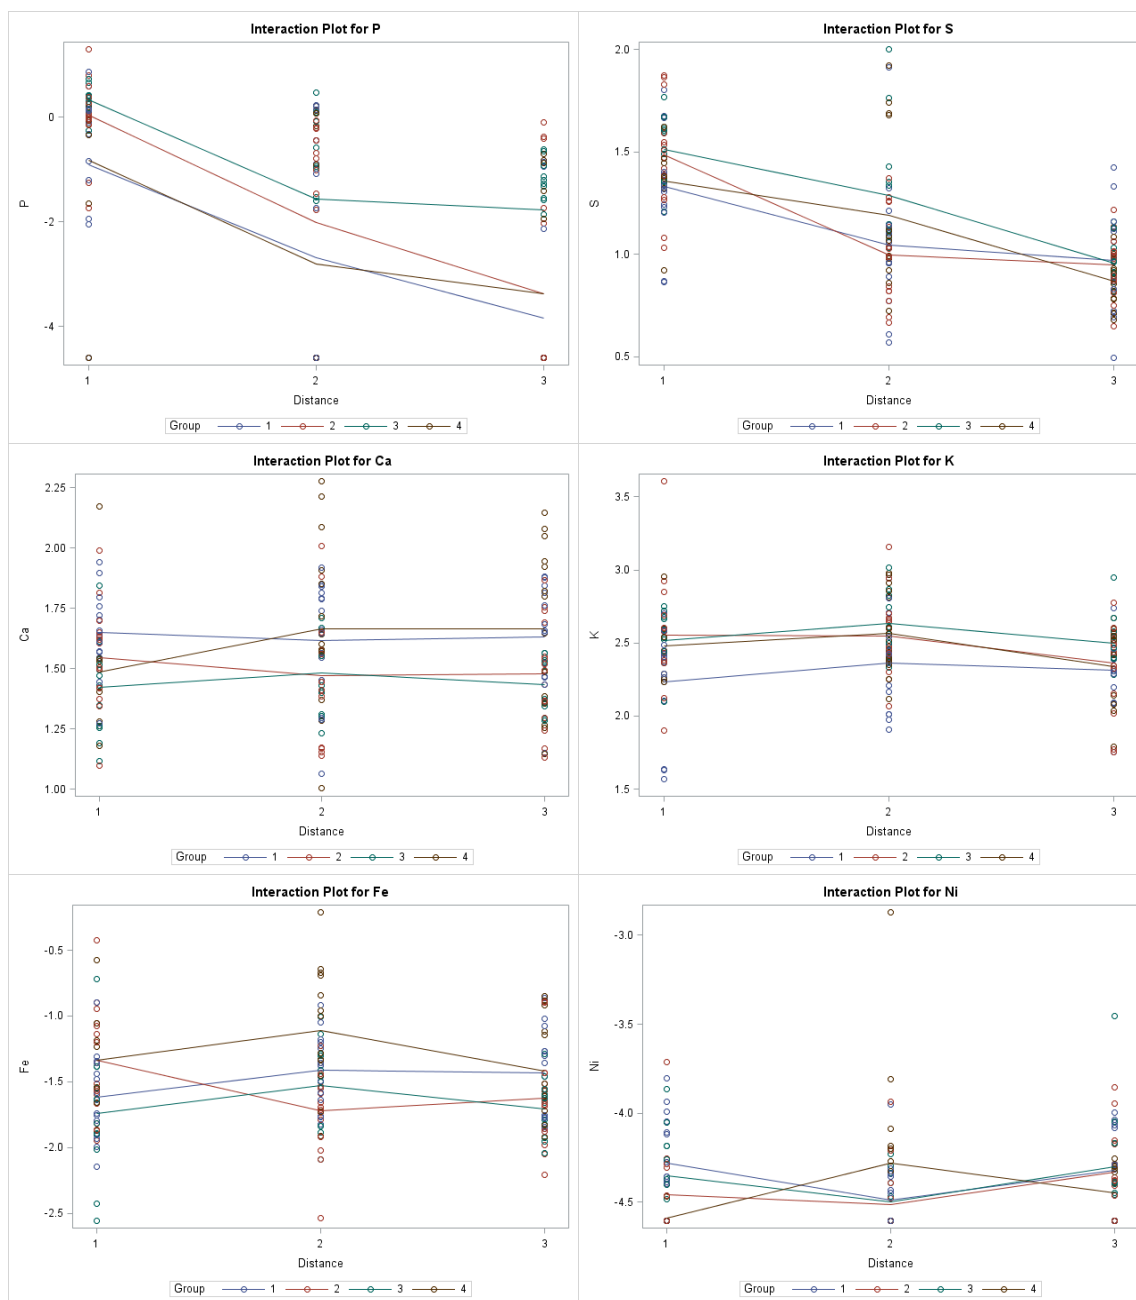 Interaction Plot for P
0
-2
-4
P
1 2 3
Distance
Group 1 2 3 4
Interaction Plot for S
2.0
1.5
1.0
0.5
S
1 2 3
Distance
Group 1 2 3 4
Interaction Plot for Ca
2.25
2.00
1.75
1.50
1.25
1.00
Ca
1 2 3
Distance
Group 1 2 3 4
Interaction Plot for K
3.5
3.0
2.5
2.0
1.5
K
1 2 3
Distance
Group 1 2 3 4
Interaction Plot for Fe
-0.5
-1.0
-1.5
-2.0
-2.5
Fe
1 2 3
Distance
Group 1 2 3 4
Interaction Plot for Ni
-3.0
-3.5
-4.0
-4.5
Ni
1 2 3
Distance
Group 1 2 3 4